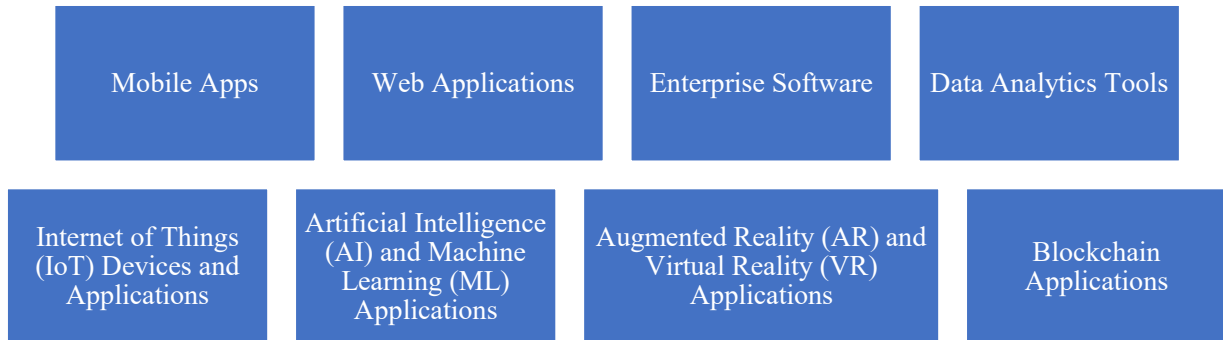 Mobile Apps
Web Applications
Enterprise Software
Data Analytics Tools
Internet of Things
(IoT) Devices and
Applications
Artificial Intelligence
(AI) and Machine
Learning (ML)
Applications
Augmented Reality (AR) and
Virtual Reality (VR)
Applications
Blockchain
Applications